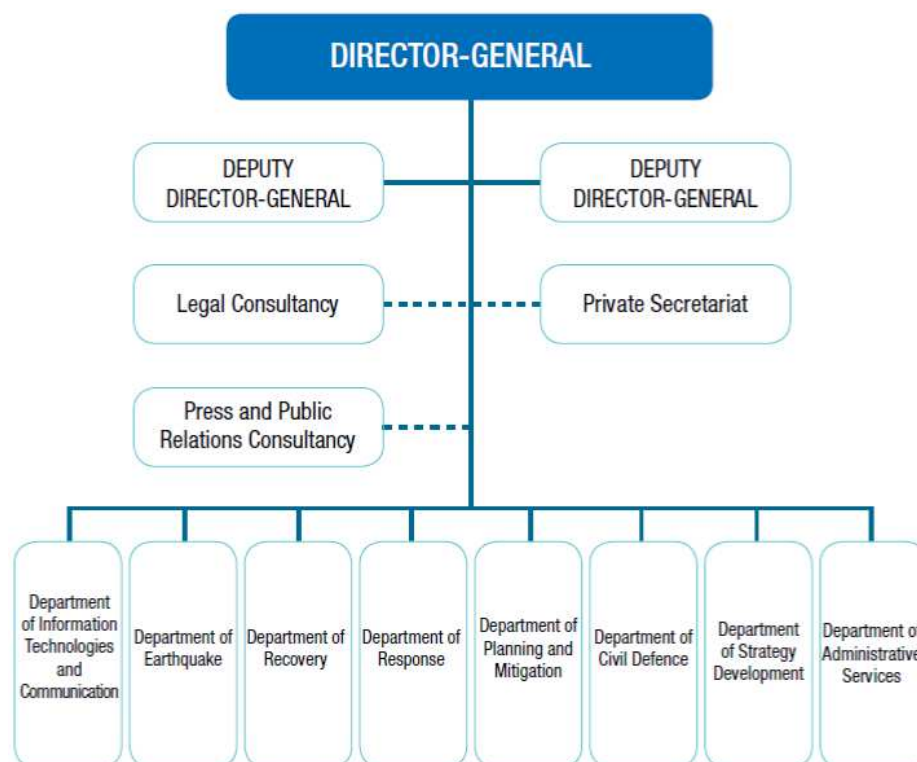 DIRECTOR-GENERAL
DEPUTY
DIRECTOR-GENERAL
DEPUTY
DIRECTOR-GENERAL
Legal Consultancy
Private Secretariat
Press and Public
Relations Consultancy
Department
of Information
Technologies
and
Communication
Department of
Earthquake
Department of
Recovery
Department of
Response
Department of
Planning and
Mitigation
Department of
Civil Defence
Department
of Strategy
Development
Department of
Administrative
Services